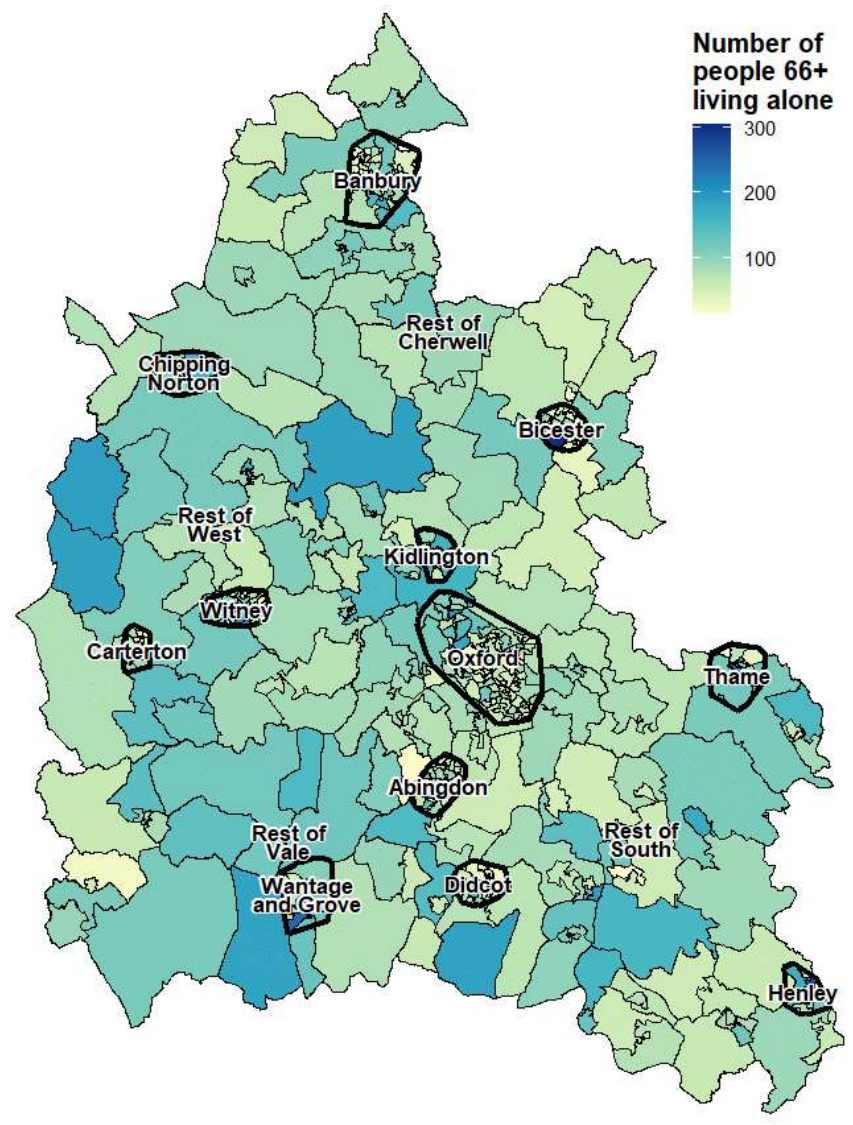 Number of
people 66+
living alone
300
200
100
Banbury
Rest of
Cherwell
Chipping
Norton
Bicester
Rest of
West
Kidlington
Witney
Carterton
Oxford
Thame
Abingdon
Rest of
Vale
Rest of
South
Wantage
and Grove
Didcot
Henley